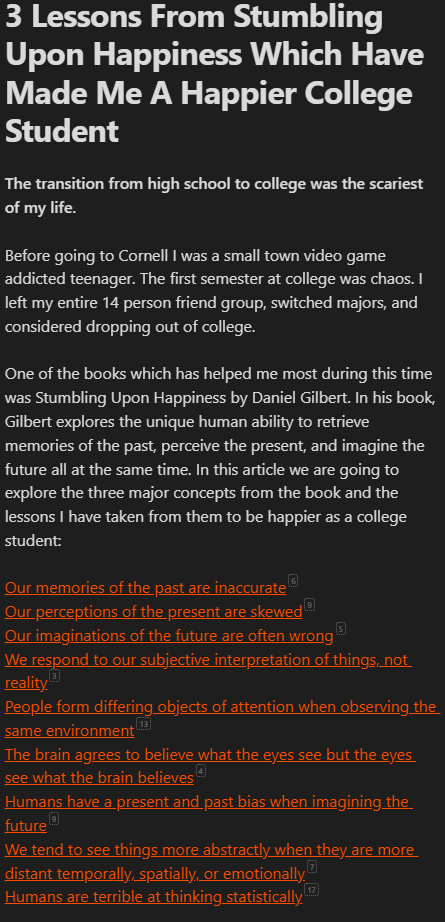 3 Lessons From Stumbling
Upon Happiness Which Have
Made Me A Happier College
Student
The transition from high school to college was the scariest
of my life.
Before going to Cornell I was a small town video game
addicted teenager. The first semester at college was chaos. I
left my entire 14 person friend group, switched majors, and
considered dropping out of college.
One of the books which has helped me most during this time
was Stumbling Upon Happiness by Daniel Gilbert. In his book,
Gilbert explores the unique human ability to retrieve
memories of the past, perceive the present, and imagine the
future all at the same time. In this article we are going to
explore the three major concepts from the book and the
lessons I have taken from them to be happier as a college
student:
Our memories of the past are inaccurate 6
Our perceptions of the present are skewed 9
Our imaginations of the future are often wrong 5
We respond to our subjective interpretation of things, not
reality 3
People form differing objects of attention when observing the
same environment 13
The brain agrees to believe what the eyes see but the eyes
see what the brain believes 4
Humans have a present and past bias when imagining the
future 9
We tend to see things more abstractly when they are more
distant temporally, spatially, or emotionally 7
Humans are terrible at thinking statistically 17